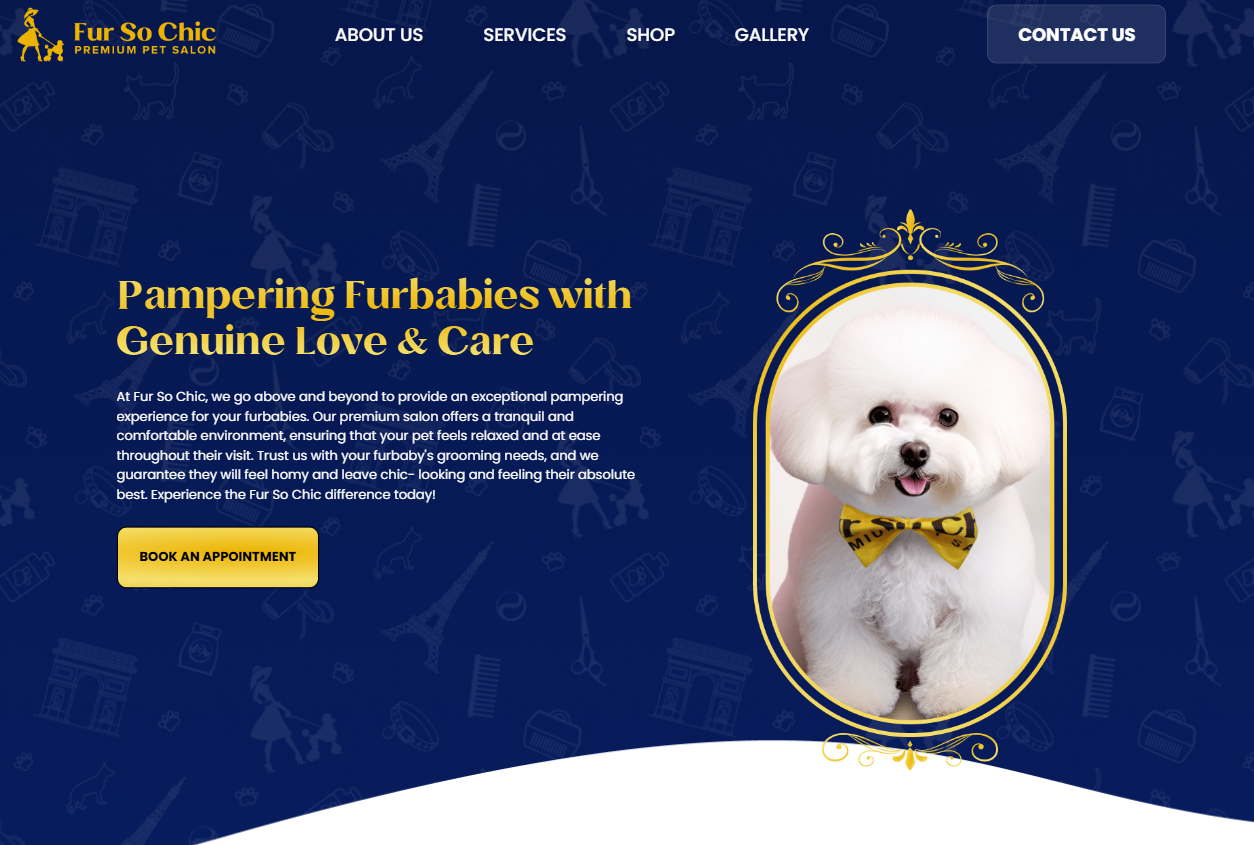 Fur So Chic
PREMIUM PET SALON
ABOUT US
SERVICES
SHOP
GALLERY
CONTACT US
Pampering Furbabies with
Genuine Love & Care
At Fur So Chic, we go above and beyond to provide an exceptional pampering
experience for your furbabies. Our premium salon offers a tranquil and
comfortable environment, ensuring that your pet feels relaxed and at ease
throughout their visit. Trust us with your furbaby's grooming needs, and we
guarantee they will feel homy and leave chic- looking and feeling their absolute
best. Experience the Fur So Chic difference today!
BOOK AN APPOINTMENT